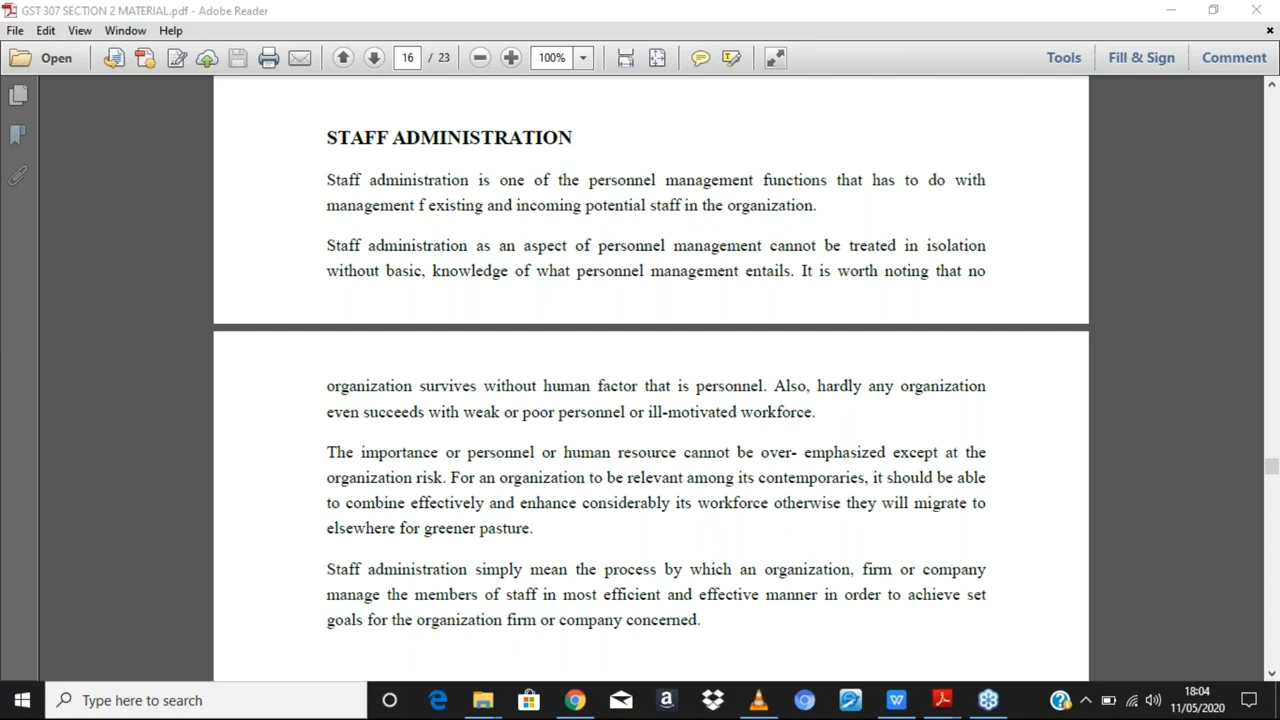 GST 307 SECTION 2 MATERIAL.pdf - Adobe Reader
File Edit View Window Help
Open 16 / 23 100% Tools Fill & Sign Comment
STAFF ADMINISTRATION
Staff administration is one of the personnel management functions that has to do with
management f existing and incoming potential staff in the organization.
Staff administration as an aspect of personnel management cannot be treated in isolation
without basic, knowledge of what personnel management entails. It is worth noting that no
organization survives without human factor that is personnel. Also, hardly any organization
even succeeds with weak or poor personnel or ill-motivated workforce.
The importance or personnel or human resource cannot be over- emphasized except at the
organization risk. For an organization to be relevant among its contemporaries, it should be able
to combine effectively and enhance considerably its workforce otherwise they will migrate to
elsewhere for greener pasture.
Staff administration simply mean the process by which an organization, firm or company
manage the members of staff in most efficient and effective manner in order to achieve set
goals for the organization firm or company concerned.
Type here to search
18:04
11/05/2020